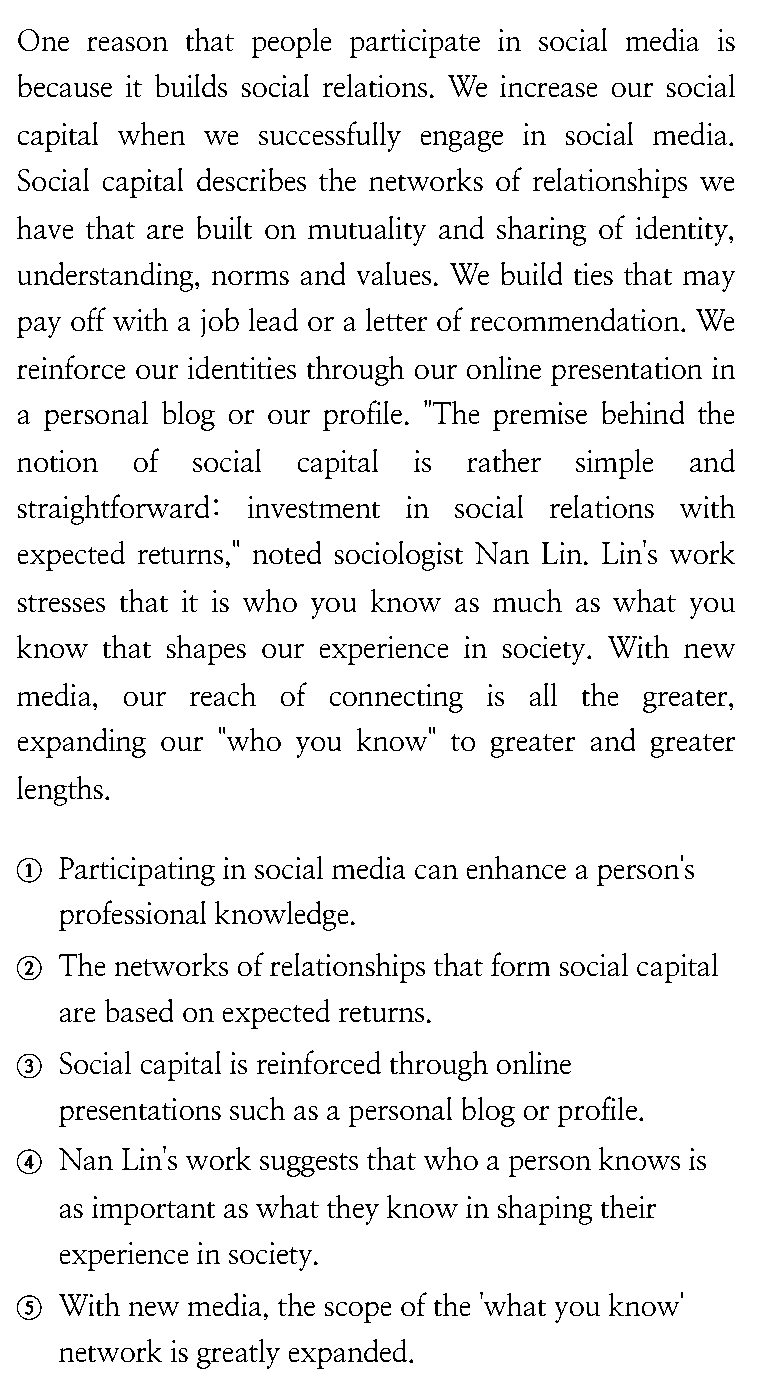 One reason that people participate in social media is
because it builds social relations. We increase our social
capital when we successfully engage in social media.
Social capital describes the networks of relationships we
have that are built on mutuality and sharing of identity,
understanding, norms and values. We build ties that may
pay off with a job lead or a letter of recommendation. We
reinforce our identities through our online presentation in
a personal blog or our profile. "The premise behind the
notion of social capital is rather simple and
straightforward: investment in social relations with
expected returns," noted sociologist Nan Lin. Lin's work
stresses that it is who you know as much as what you
know that shapes our experience in society. With new
media, our reach of connecting is all the greater,
expanding our "who you know" to greater and greater
lengths.
① Participating in social media can enhance a person's
professional knowledge.
② The networks of relationships that form social capital
are based on expected returns.
③ Social capital is reinforced through online
presentations such as a personal blog or profile.
④ Nan Lin's work suggests that who a person knows is
as important as what they know in shaping their
experience in society.
⑤ With new media, the scope of the 'what you know'
network is greatly expanded.